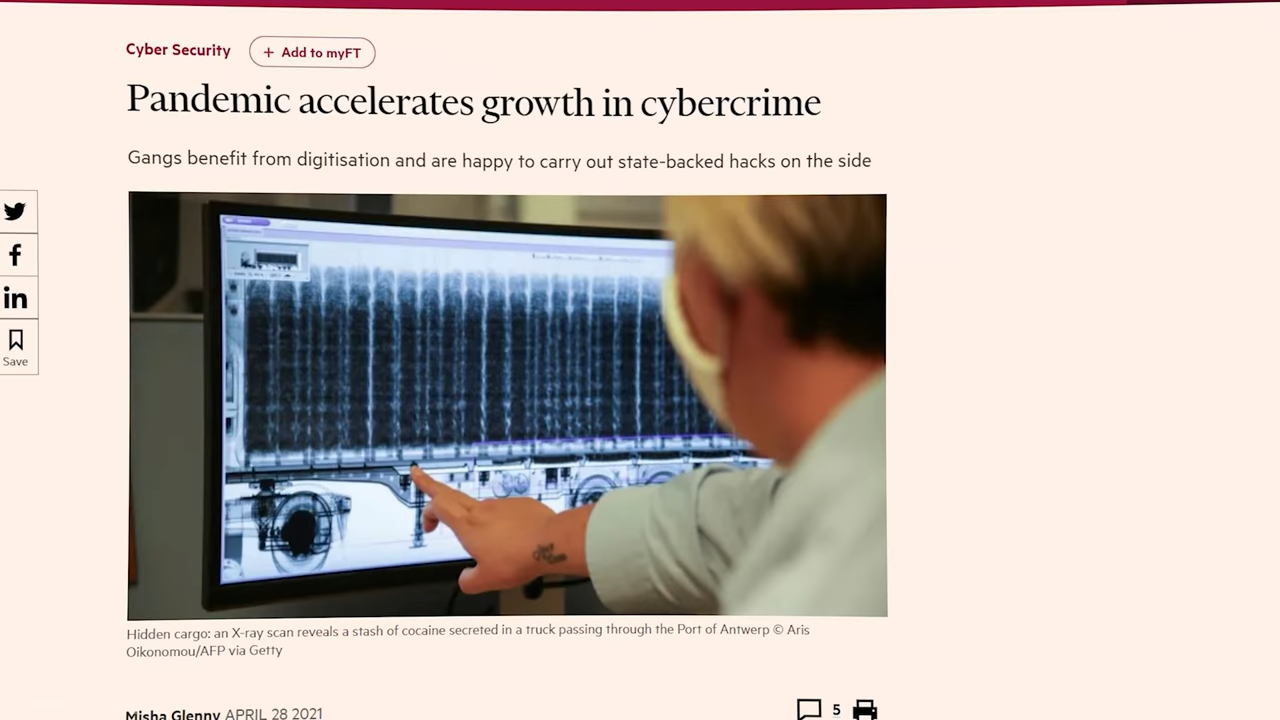 Cyber Security + Add to myFT
Pandemic accelerates growth in cybercrime
Gangs benefit from digitisation and are happy to carry out state-backed hacks on the side
in
Save
Hidden cargo: an X-ray scan reveals a stash of cocaine secreted in a truck passing through the Port of Antwerp © Aris
Oikonomou/AFP via Getty
Misha Glenny APRIL 28 2021 5